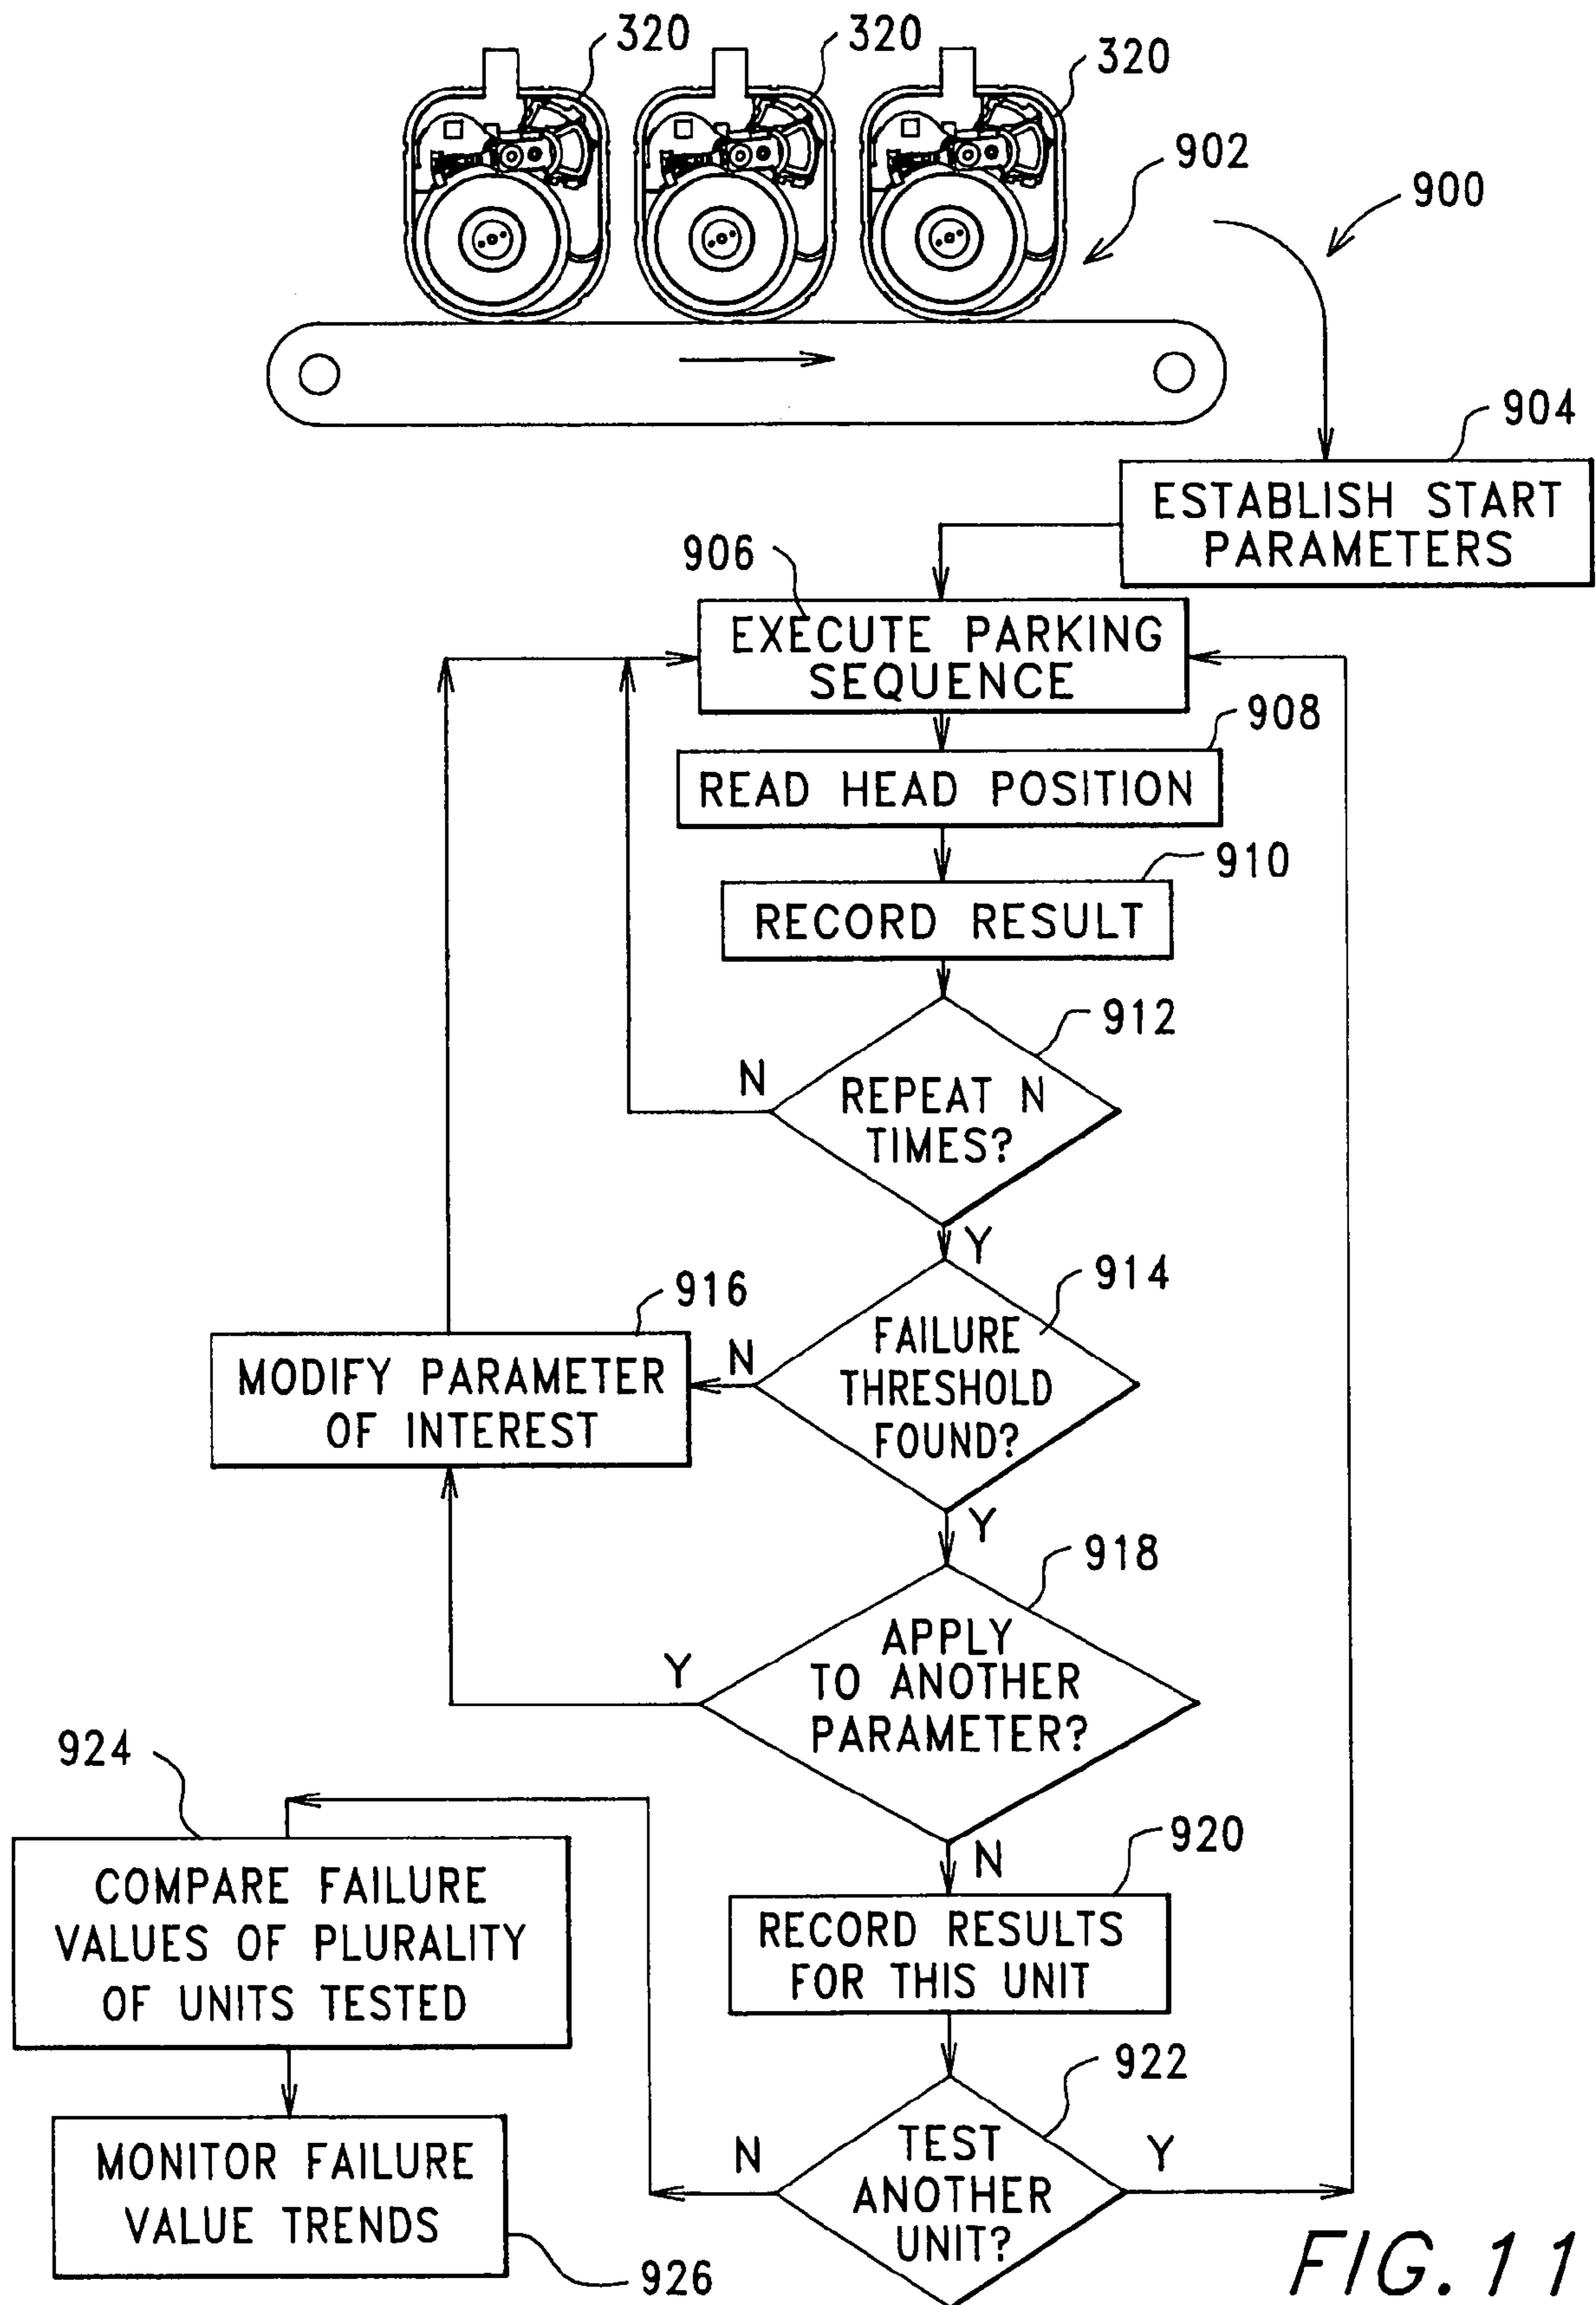 320
320
320
902
900
904
ESTABLISH START
PARAMETERS
906
EXECUTE PARKING
SEQUENCE
908
READ HEAD POSITION
910
RECORD RESULT
912
N
REPEAT N
TIMES?
Y
914
916
FAILURE
THRESHOLD
FOUND?
N
MODIFY PARAMETER
OF INTEREST
Y
918
APPLY
TO ANOTHER
PARAMETER?
Y
924
N
920
COMPARE FAILURE
VALUES OF PLURALITY
OF UNITS TESTED
RECORD RESULTS
FOR THIS UNIT
922
TEST
ANOTHER
UNIT?
N
Y
MONITOR FAILURE
VALUE TRENDS
926
FIG. 11